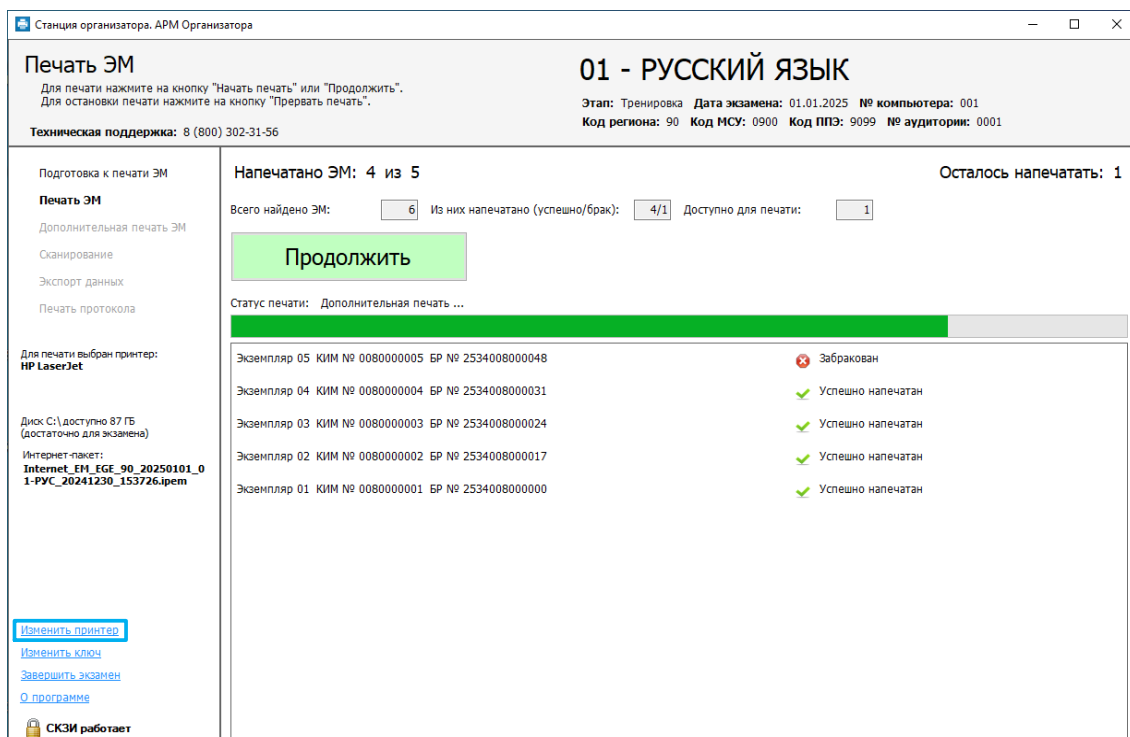 Станция организатора. АРМ Организатора
Печать ЭМ
Для печати нажмите на кнопку "Начать печать" или "Продолжить".
Для остановки печати нажмите на кнопку "Прервать печать".
Техническая поддержка: 8 (800) 302-31-56
01 - РУССКИЙ ЯЗЫК
Этап: Тренировка Дата экзамена: 01.01.2025 № компьютера: 001
Код региона: 90 Код МСУ: 0900 Код ППЭ: 9099 № аудитории: 0001
Подготовка к печати ЭМ
Печать ЭМ
Дополнительная печать ЭМ
Сканирование
Экспорт данных
Печать протокола
Для печати выбран принтер:
HP LaserJet
Диск C:\ доступно 87 ГБ
(достаточно для экзамена)
Интернет-пакет:
Internet_EM_EGE_90_20250101_0
1-РУС_20241230_153726.ipem
Изменить принтер
Изменить ключ
Завершить экзамен
О программе
СКЗИ работает
Напечатано ЭМ: 4 из 5
Осталось напечатать: 1
Всего найдено ЭМ: 6 Из них напечатано (успешно/брак): 4/1 Доступно для печати: 1
Продолжить
Статус печати: Дополнительная печать ...
Экземпляр 05 КИМ № 0080000005 БР № 2534008000048 Забракован
Экземпляр 04 КИМ № 0080000004 БР № 2534008000031 Успешно напечатан
Экземпляр 03 КИМ № 0080000003 БР № 2534008000024 Успешно напечатан
Экземпляр 02 КИМ № 0080000002 БР № 2534008000017 Успешно напечатан
Экземпляр 01 КИМ № 0080000001 БР № 2534008000000 Успешно напечатан